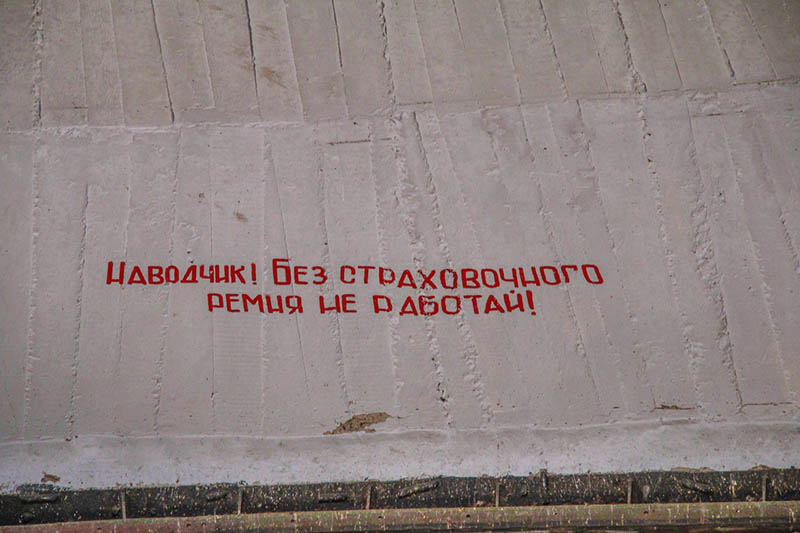 Наводчик! Без страховочного
ремня не работай!